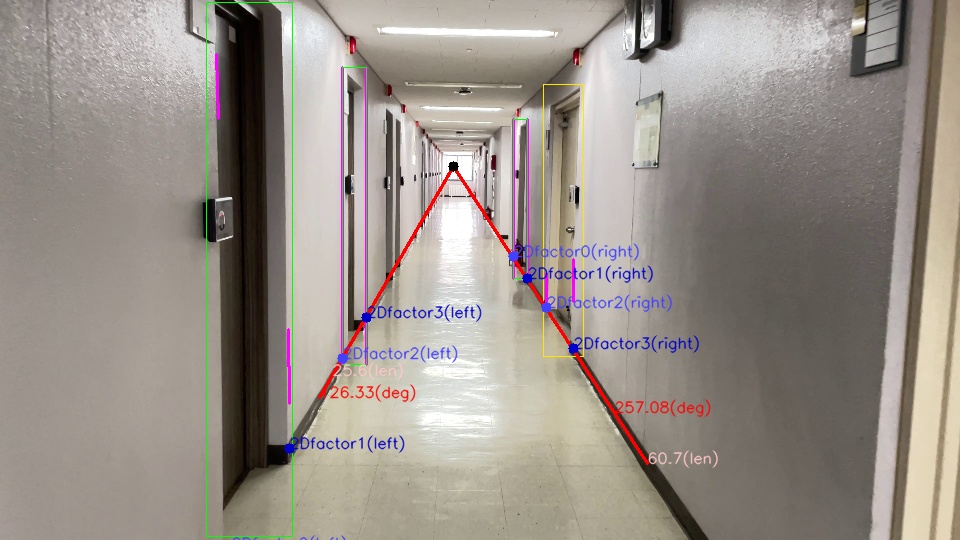 2Dfactor0(right)
2Dfactor1(right)
2Dfactor2(right)
2Dfactor3(left)
2Dfactor3(right)
2Dfactor2(left)
25.6(len)
26.33(deg)
257.08(deg)
2Dfactor1(left)
60.7(len)